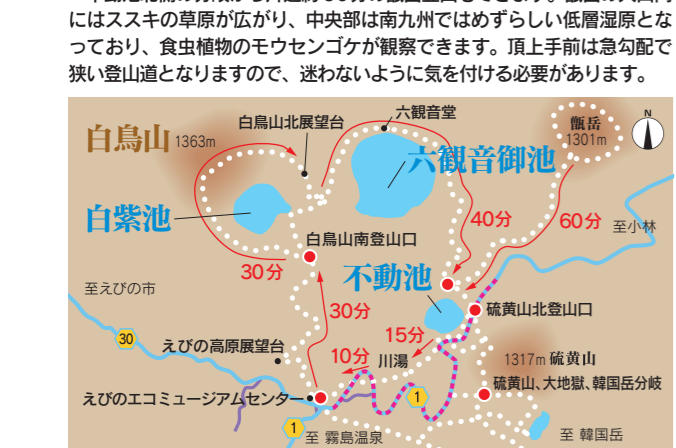 にはススキの草原が広がり、中央部は南九州ではめずらしい低層湿原とな
っており、食虫植物のモウセンゴケが観察できます。頂上手前は急勾配で
狭い登山道となりますので、迷わないように気を付ける必要があります。
白鳥山 1363m
白鳥山北展望台
六観音堂
甑岳
1301m
N
六観音御池
白紫池
40分
60分
至小林
白鳥山南登山口
30分
不動池
至えびの市
30分
硫黄山北登山口
30
15分
えびの高原展望台
10分
川湯
1317m 硫黄山
硫黄山、大地獄、韓国岳分岐
えびのエコミュージアムセンター
1
1
至 霧島温泉
至 韓国岳